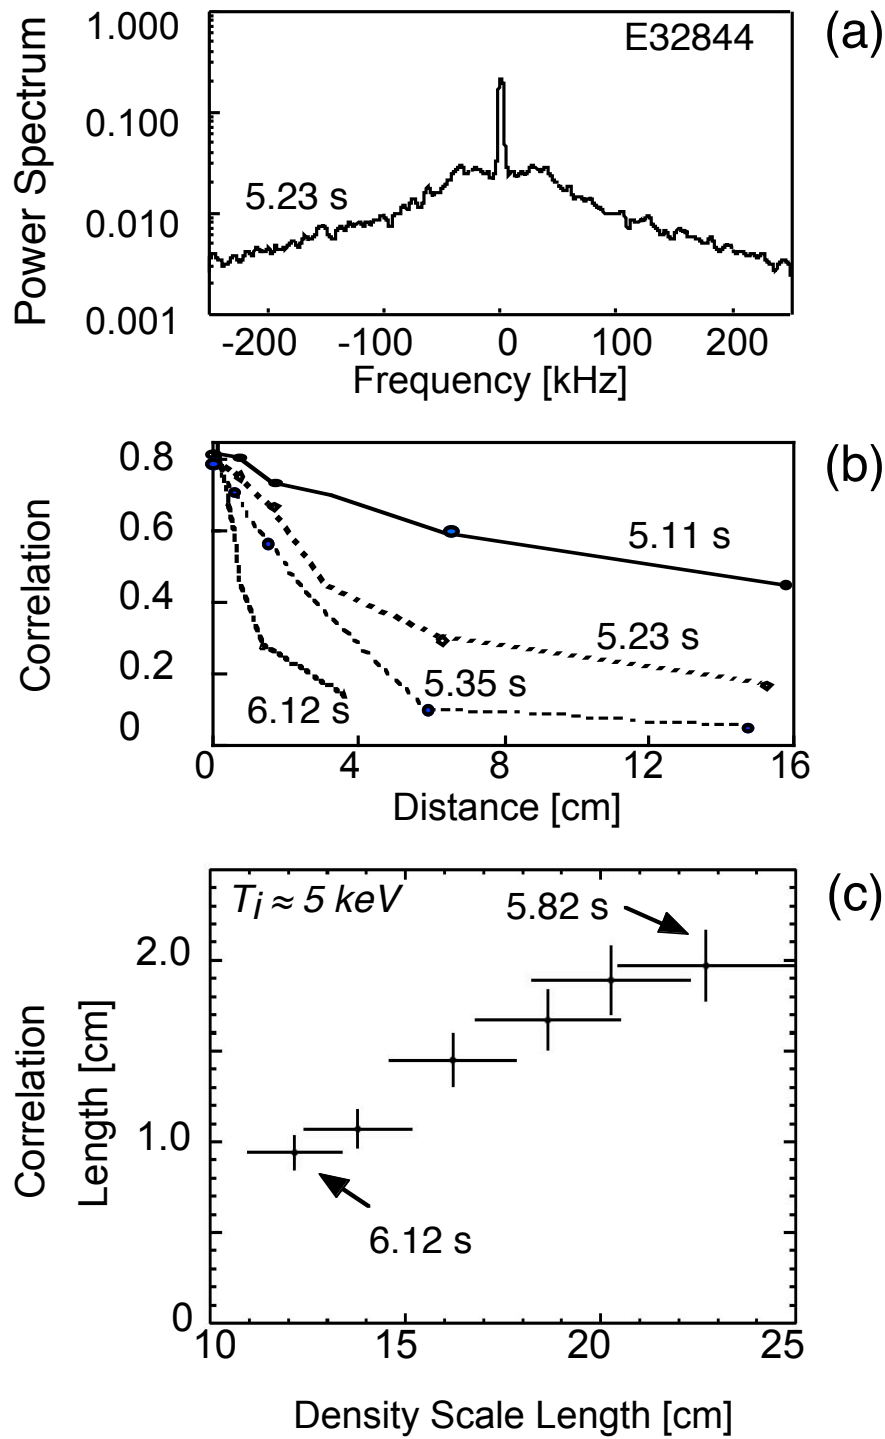 (a)
E32844
Power Spectrum
1.000
0.100
0.010
0.001
5.23 s
-200 -100 0 100 200
Frequency [kHz]
(b)
Correlation
0.8
0.6
0.4
0.2
0
5.11 s
5.23 s
5.35 s
6.12 s
0 4 8 12 16
Distance [cm]
(c)
Ti ≈ 5 keV
5.82 s
Correlation
Length [cm]
2.0
1.0
0
6.12 s
10 15 20 25
Density Scale Length [cm]